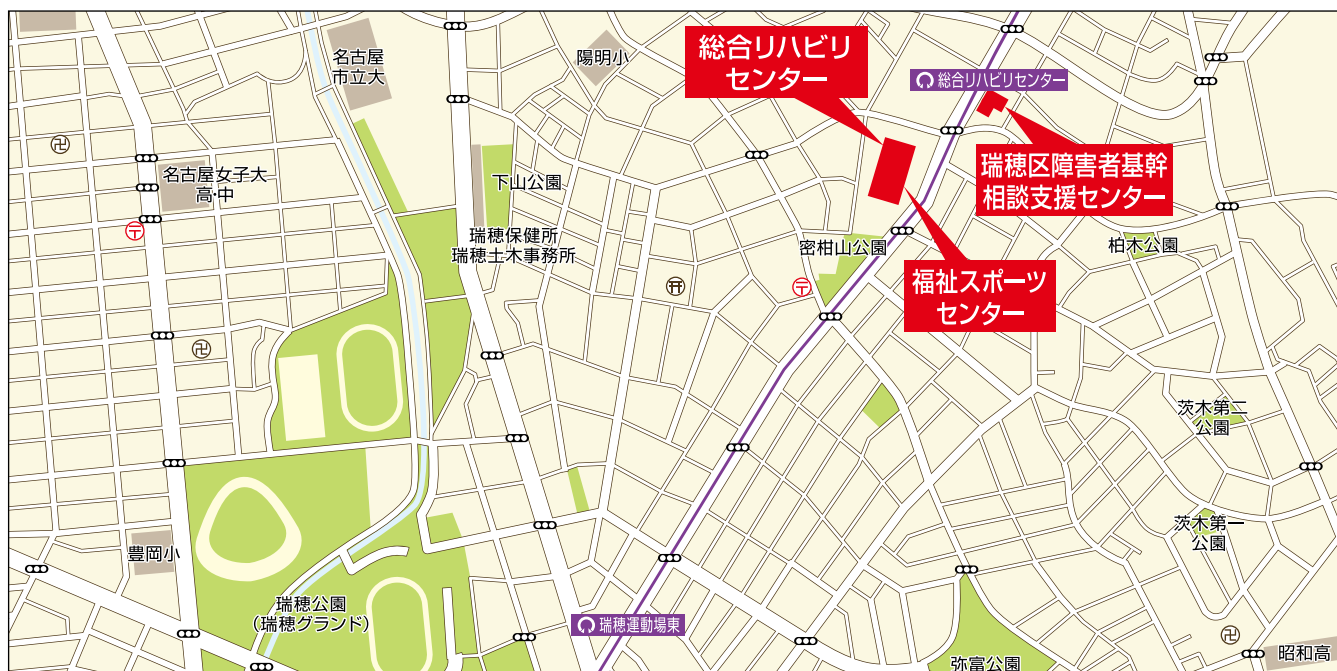 名古屋
市立大
陽明小
総合リハビリ
センター
総合リハビリセンター
瑞穂区障害者基幹
相談支援センター
名古屋女子大
高・中
下山公園
瑞穂保健所
瑞穂土木事務所
密柑山公園
柏木公園
福祉スポーツ
センター
茨木第二
公園
茨木第一
公園
豊岡小
瑞穂公園
(瑞穂グランド)
瑞穂運動場東
弥富公園
昭和高